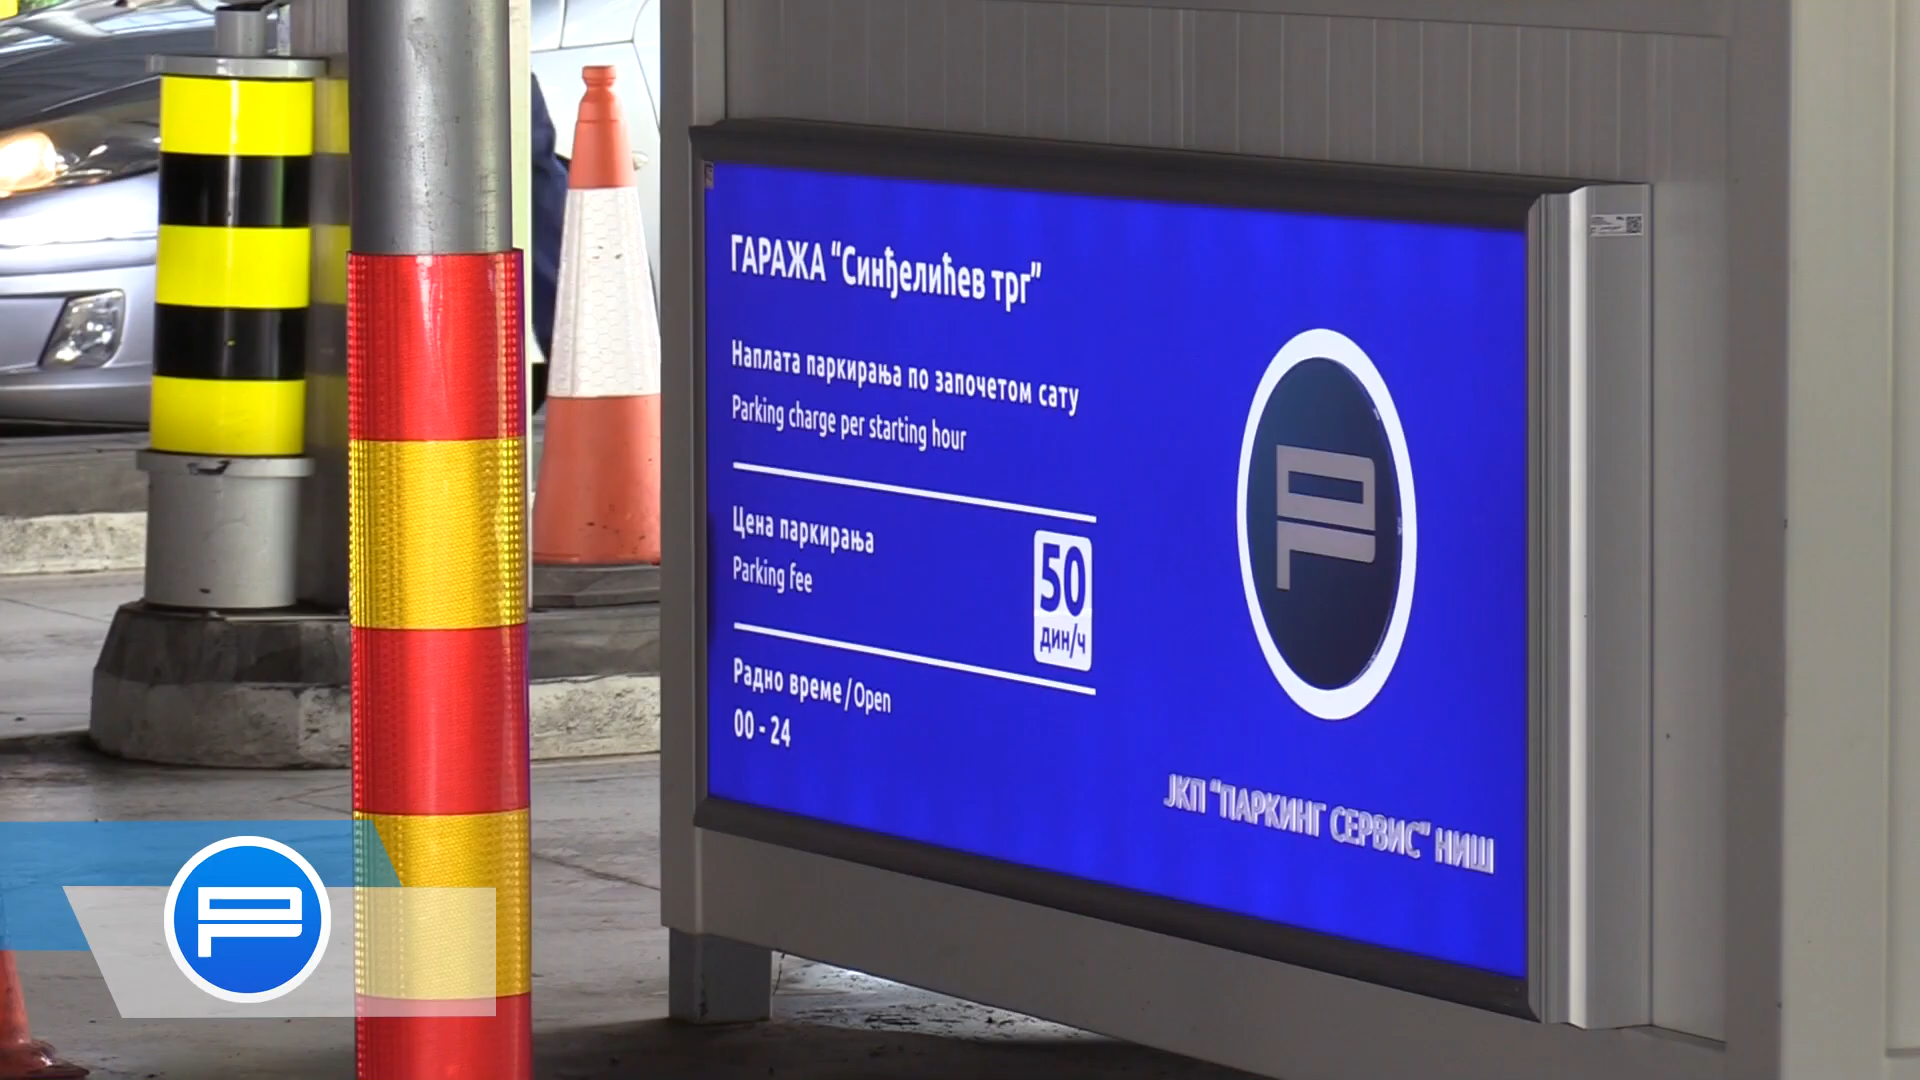 ГАРАЖА “Синђелићев трг”
Наплата паркирања по започетом сату
Parking charge per starting hour
Цена паркирања
Parking fee
50
дин/ч
Радно време/Open
00 - 24
ЈКП “ПАРКИНГ СЕРВИС” НИШ